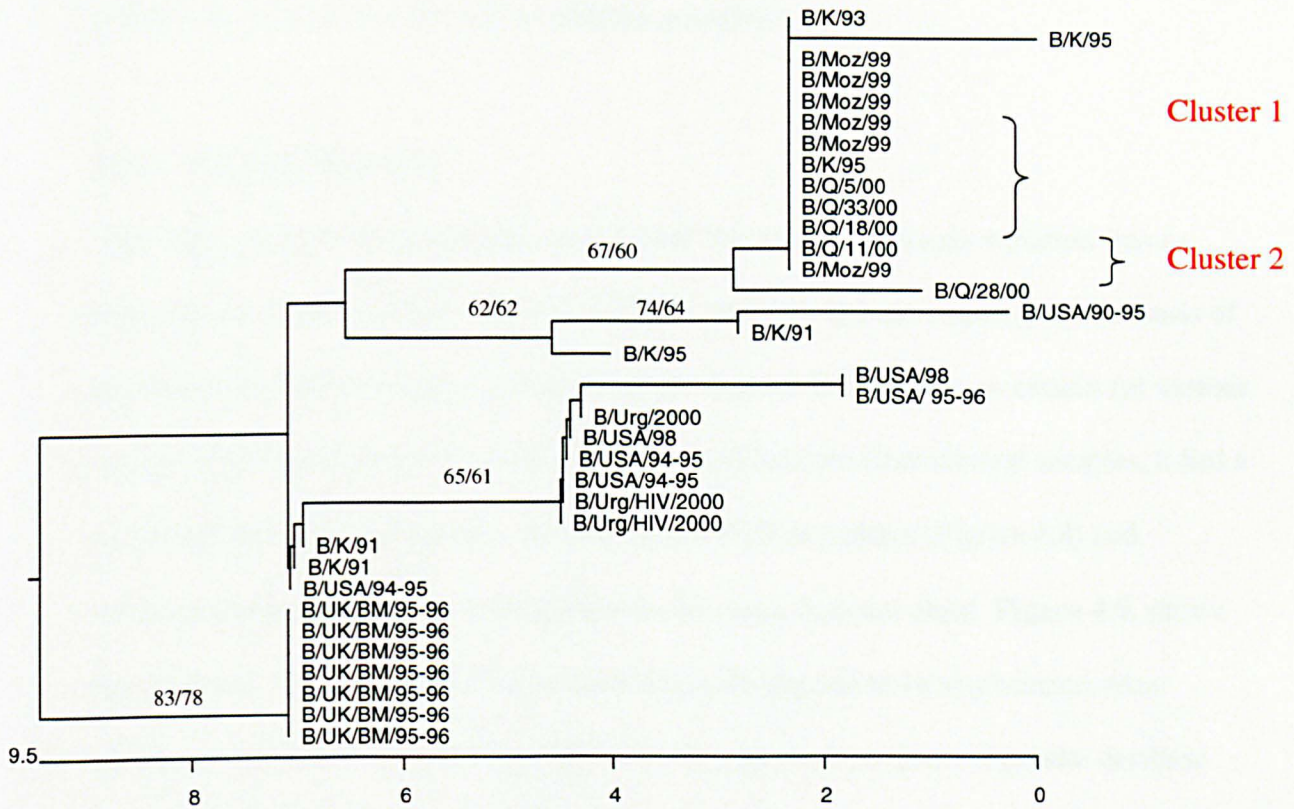 B/K/93
B/K/95
B/Moz/99
B/Moz/99
B/Moz/99
Cluster 1
B/Moz/99
B/Moz/99
B/K/95
B/Q/5/00
B/Q/33/00
B/Q/18/00
67/60
B/Q/11/00
Cluster 2
B/Moz/99
B/Q/28/00
62/62
74/64
B/USA/90-95
B/K/91
B/K/95
B/USA/98
B/USA/ 95-96
B/Urg/2000
B/USA/98
B/USA/94-95
65/61
B/USA/94-95
B/Urg/HIV/2000
B/Urg/HIV/2000
B/K/91
B/K/91
B/USA/94-95
B/UK/BM/95-96
B/UK/BM/95-96
B/UK/BM/95-96
B/UK/BM/95-96
83/78
B/UK/BM/95-96
B/UK/BM/95-96
B/UK/BM/95-96
9.5
8 6 4 2 0